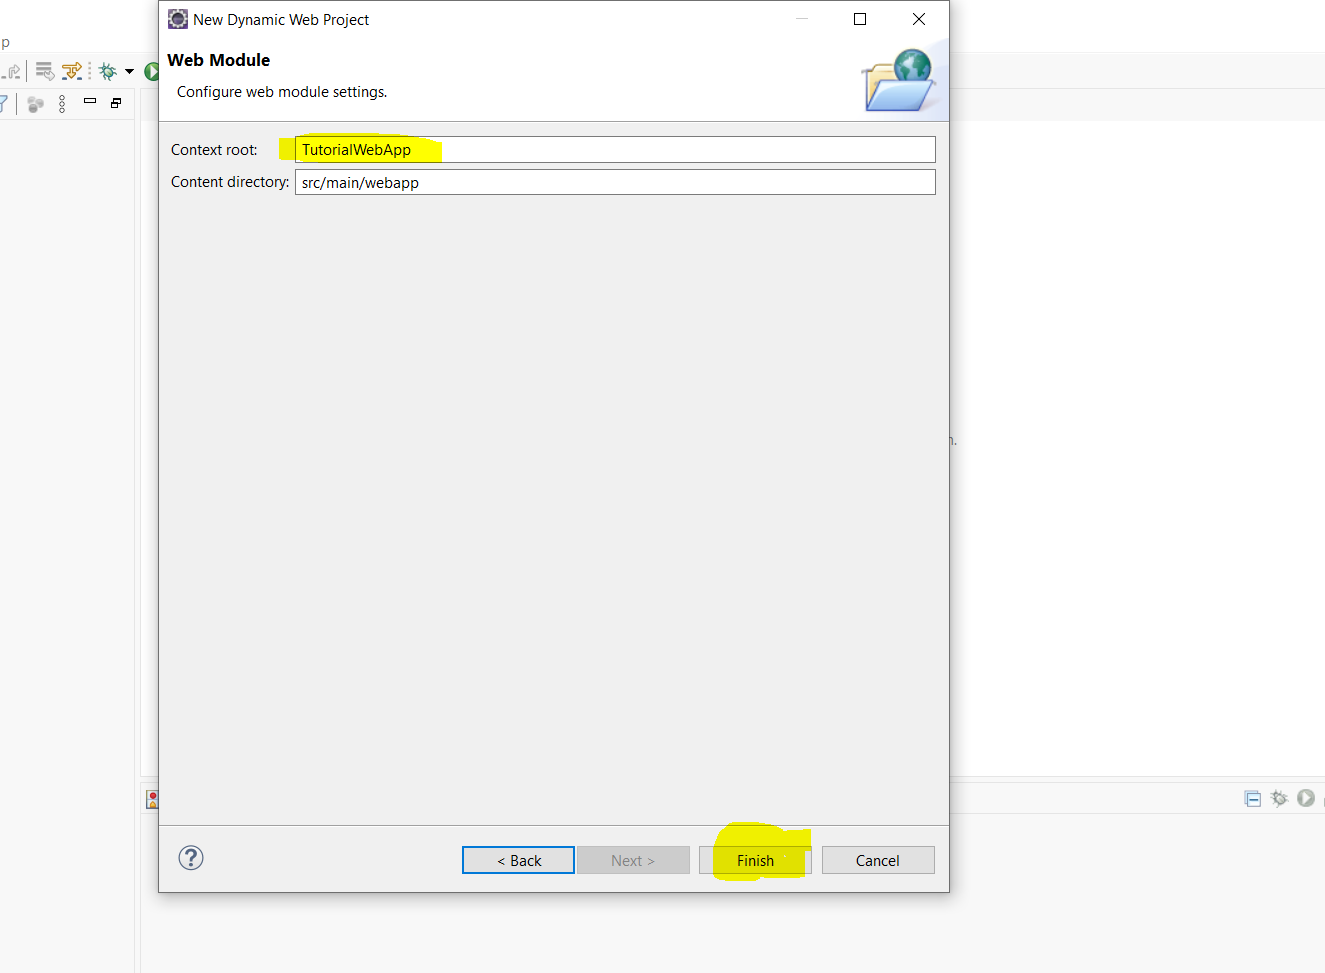 New Dynamic Web Project
p
Web Module
Configure web module settings.
Context root: TutorialWebApp
Content directory: src/main/webapp
n.
?
< Back Next > Finish Cancel